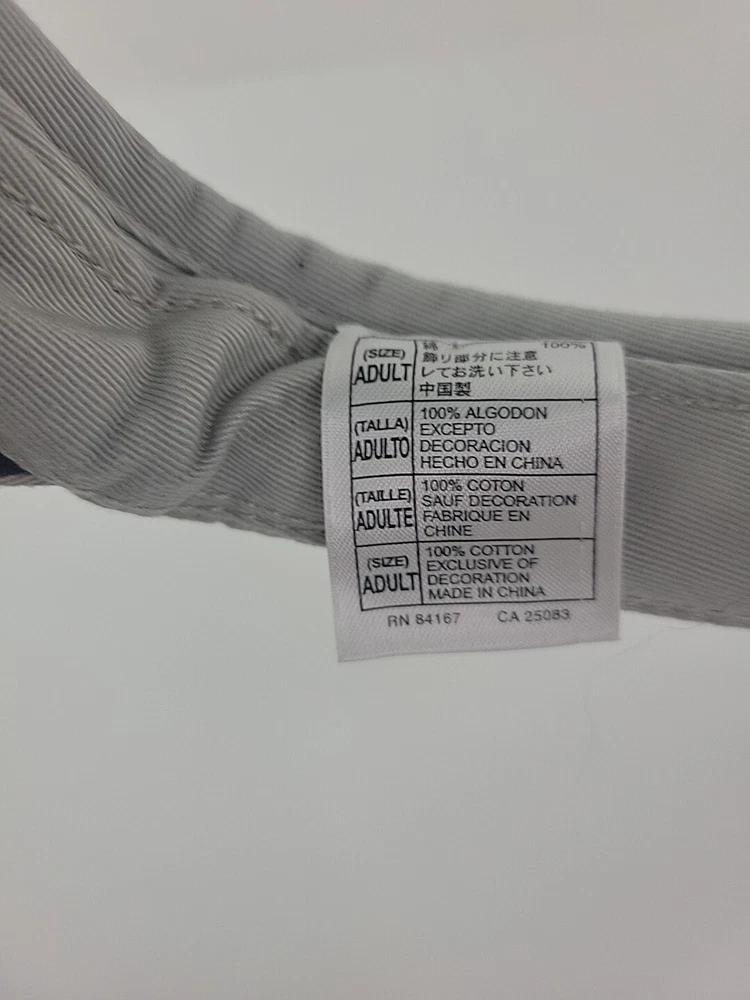 (SIZE)
ADULT
綿 100%
飾り部分に注意
してお洗い下さい
中国製
(TALLA)
ADULTO
100% ALGODON
EXCEPTO
DECORACION
HECHO EN CHINA
(TAILLE)
ADULTE
100% COTON
SAUF DECORATION
FABRIQUE EN
CHINE
(SIZE)
ADULT
100% COTTON
EXCLUSIVE OF
DECORATION
MADE IN CHINA
RN 84167 CA 25083